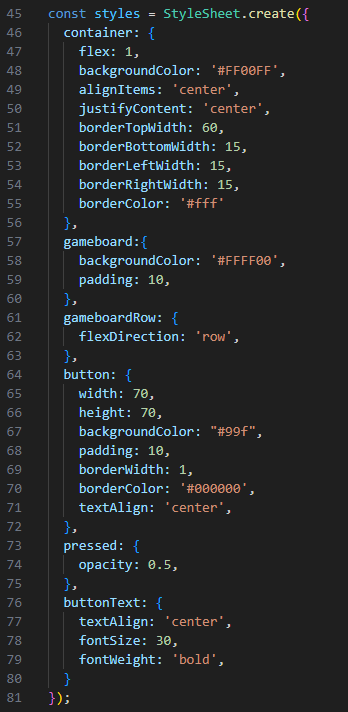 45 const styles = StyleSheet.create({
46   container: {
47     flex: 1,
48     backgroundColor: '#FF00FF',
49     alignItems: 'center',
50     justifyContent: 'center',
51     borderTopWidth: 60,
52     borderBottomWidth: 15,
53     borderLeftWidth: 15,
54     borderRightWidth: 15,
55     borderColor: '#fff'
56   },
57   gameboard:{
58     backgroundColor: '#FFFF00',
59     padding: 10,
60   },
61   gameboardRow: {
62     flexDirection: 'row',
63   },
64   button: {
65     width: 70,
66     height: 70,
67     backgroundColor: "#99f",
68     padding: 10,
69     borderWidth: 1,
70     borderColor: '#000000',
71     textAlign: 'center',
72   },
73   pressed: {
74     opacity: 0.5,
75   },
76   buttonText: {
77     textAlign: 'center',
78     fontSize: 30,
79     fontWeight: 'bold',
80   }
81 });